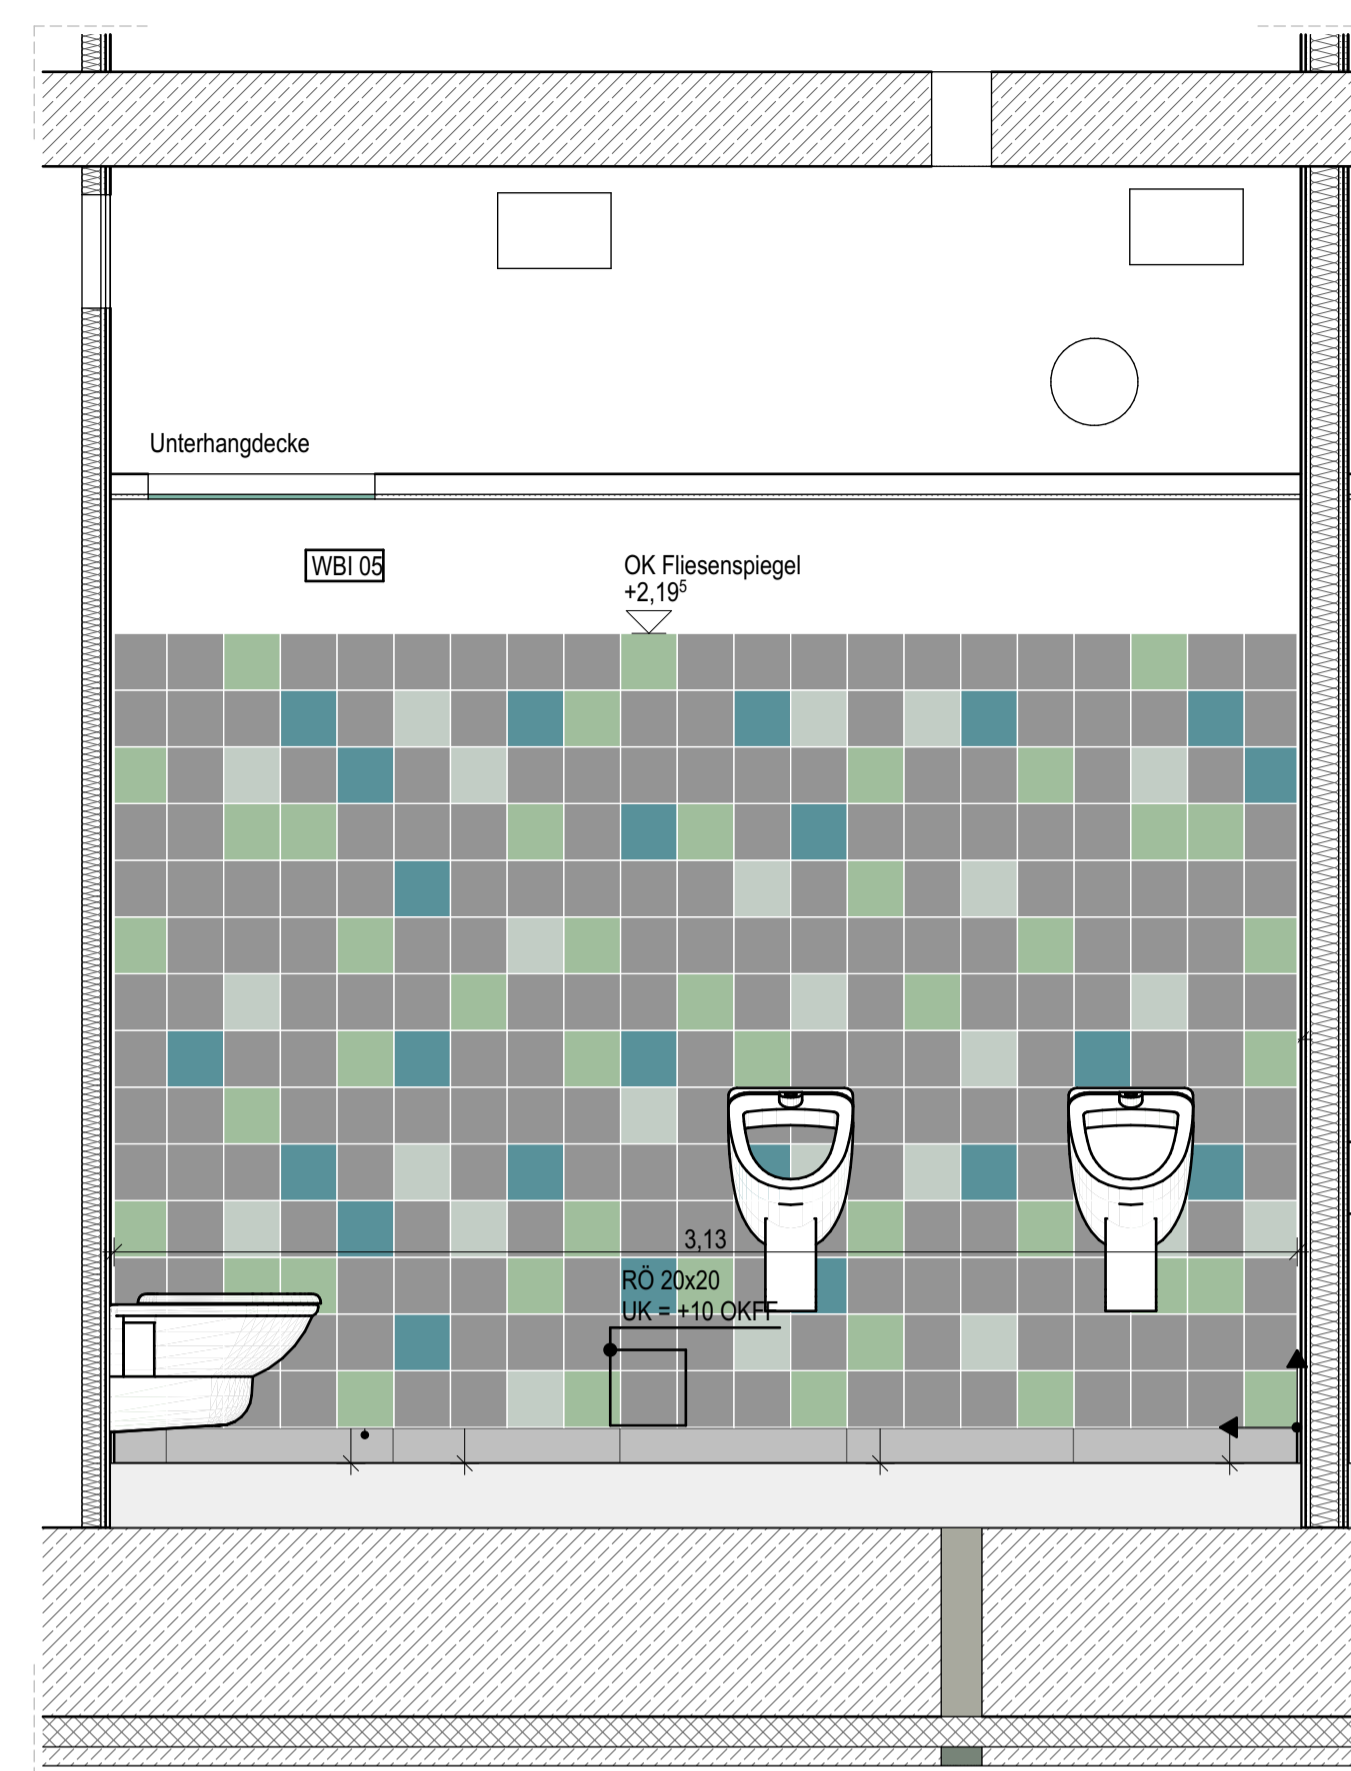 Unterhangdecke
WBI 05
OK Fliesenspiegel
+2,19⁵
3,13
RÖ 20x20
UK = +10 OKFF